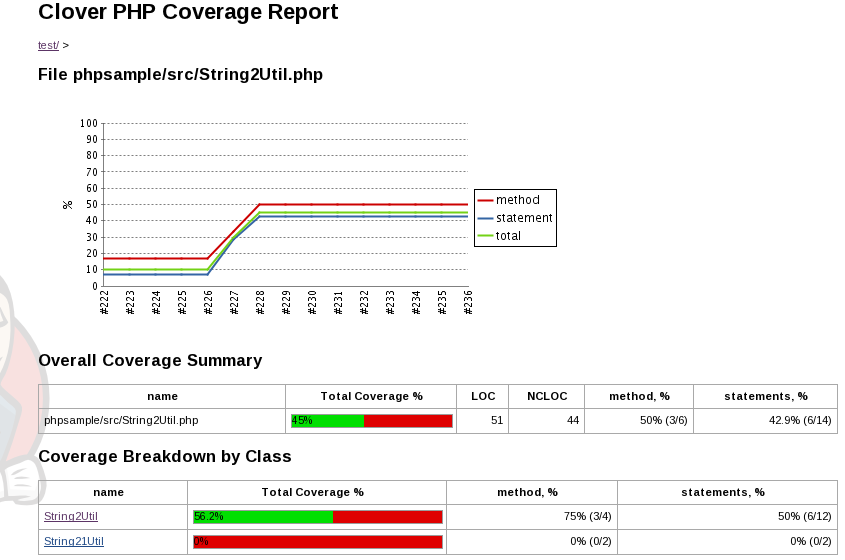 Clover PHP Coverage Report
test/ >
File phpsample/src/String2Util.php
100
90
80
70
60
50
40
30
20
10
0
%
#222 #223 #224 #225 #226 #227 #228 #229 #230 #231 #232 #233 #234 #235 #236
method
statement
total
Overall Coverage Summary
name Total Coverage % LOC NCLOC method, % statements, %
phpsample/src/String2Util.php 45% 51 44 50% (3/6) 42.9% (6/14)
Coverage Breakdown by Class
name Total Coverage % method, % statements, %
String2Util 56.2% 75% (3/4) 50% (6/12)
String21Util 0% 0% (0/2) 0% (0/2)